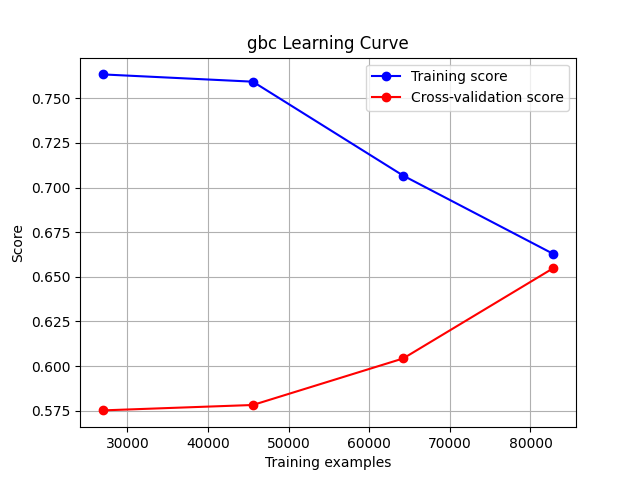 gbc Learning Curve
Training score
Cross-validation score
0.750
0.725
0.700
0.675
0.650
0.625
0.600
0.575
Score
30000 40000 50000 60000 70000 80000
Training examples